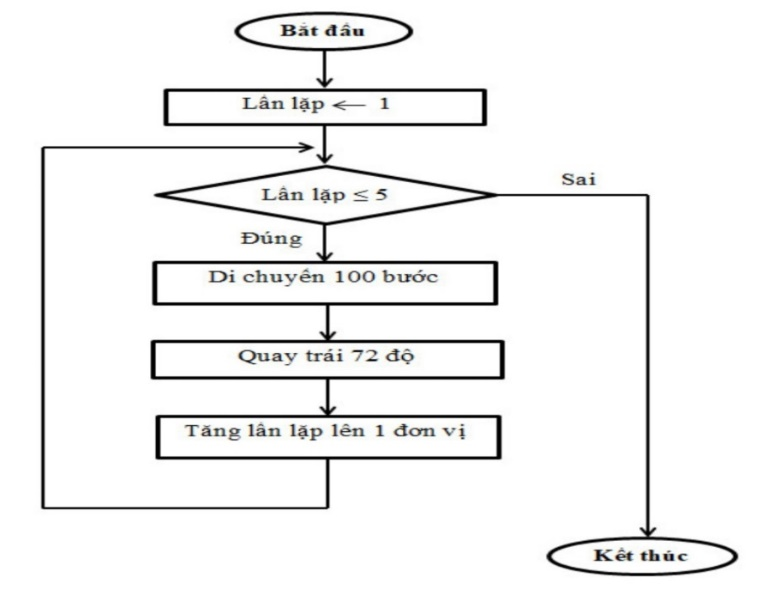 Bắt đầu
Lần lặp ← 1
Lần lặp ≤ 5
Sai
Đúng
Di chuyển 100 bước
Quay trái 72 độ
Tăng lần lặp lên 1 đơn vị
Kết thúc